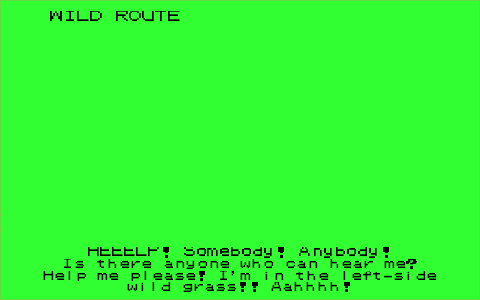 WILD ROUTE
HEEELP! Somebody! Anybody!
Is there anyone who can hear me?
Help me please! I'm in the left-side
wild grass!! Aahhhh!